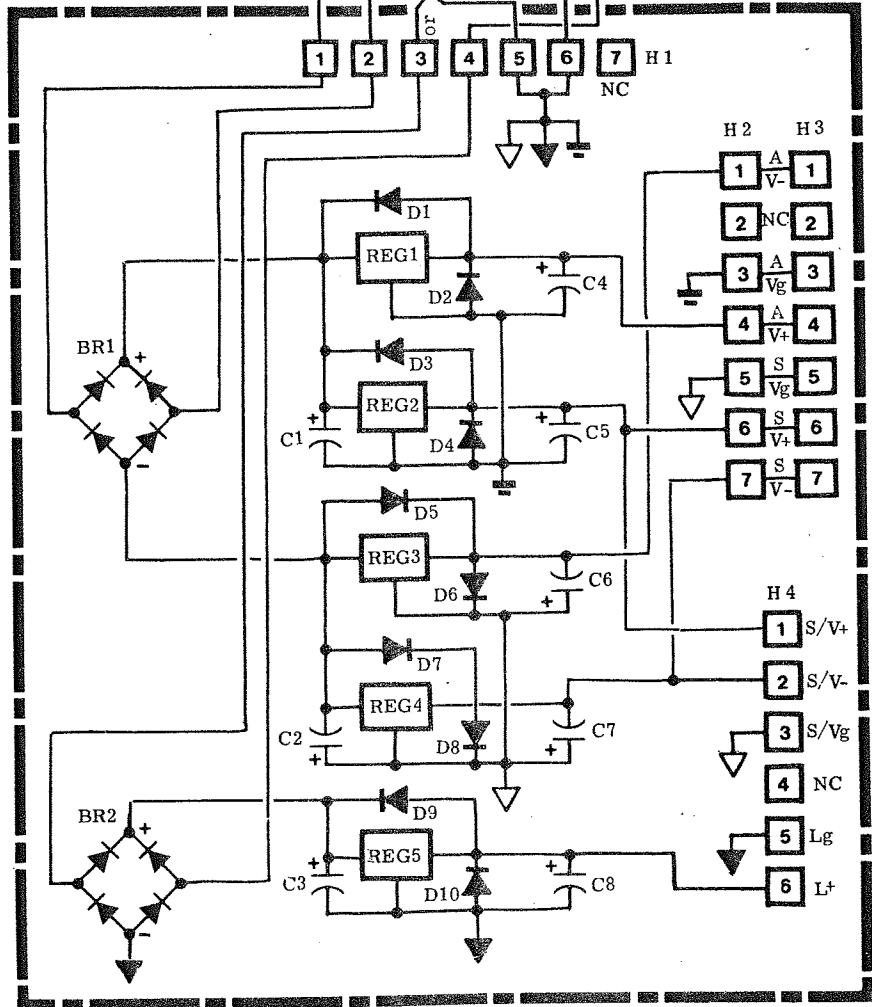 or
1 2 3 4 5 6 7 H1
NC
H2 H3
1 A V- 1
2 NC 2
3 A Vg 3
4 A V+ 4
5 S Vg 5
6 S V+ 6
7 S V- 7
D1
REG1
D2
+ C4
BR1
+
-
D3
REG2
+ C1
D4
+ C5
D5
REG3
D6
+ C6
D7
REG4
C2 +
D8
+ C7
H4
1 S/V+
2 S/V-
3 S/Vg
4 NC
5 Lg
6 L+
BR2
+
-
D9
REG5
+ C3
D10
+ C8